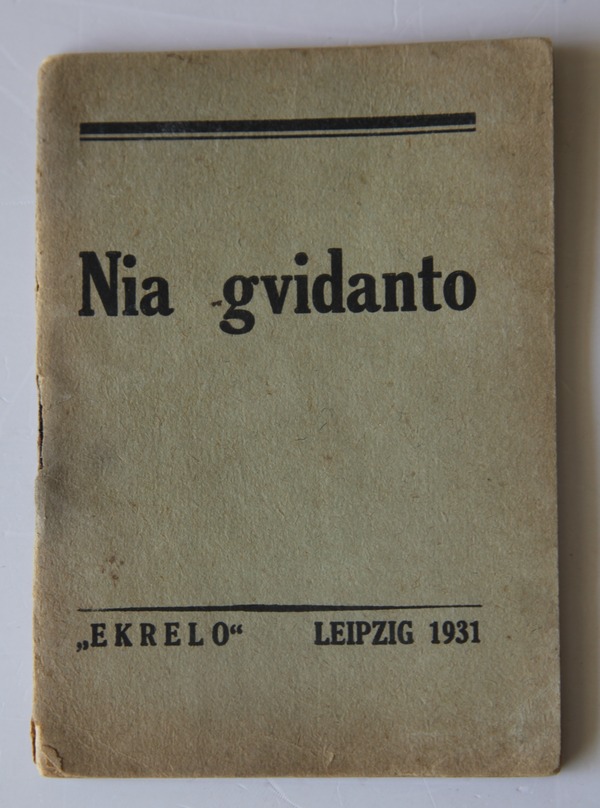 Nia gvidanto
„EKRELO“ LEIPZIG 1931